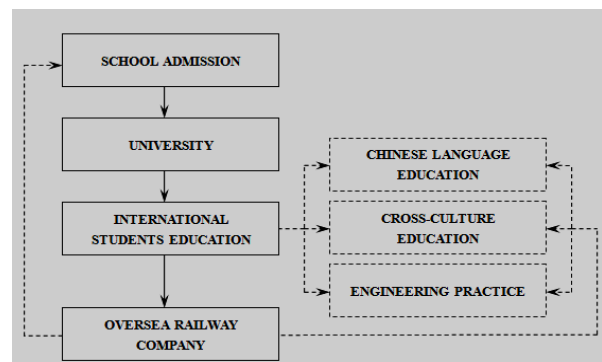 SCHOOL ADMISSION
UNIVERSITY
INTERNATIONAL
STUDENTS EDUCATION
OVERSEA RAILWAY
COMPANY
CHINESE LANGUAGE
EDUCATION
CROSS-CULTURE
EDUCATION
ENGINEERING PRACTICE